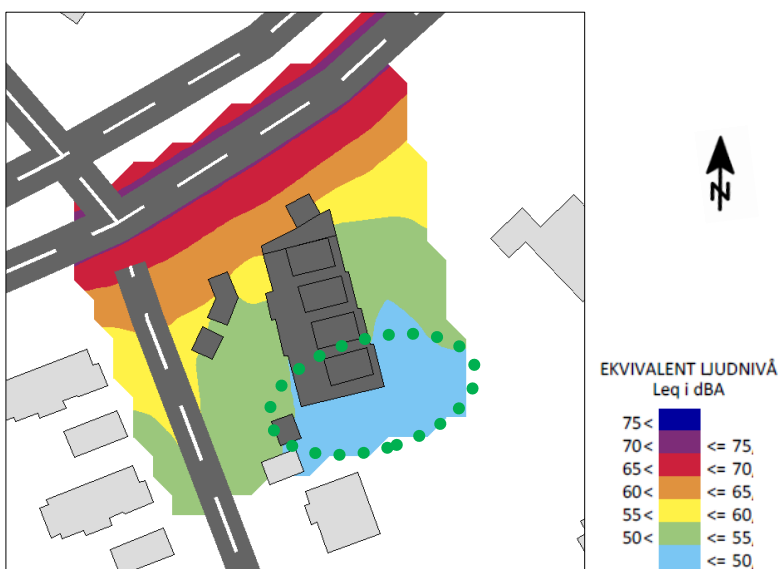 N
EKVIVALENT LJUDNIVÅ
Leq i dBA
75<
70< <= 75,
65< <= 70,
60< <= 65,
55< <= 60,
50< <= 55,
<= 50,